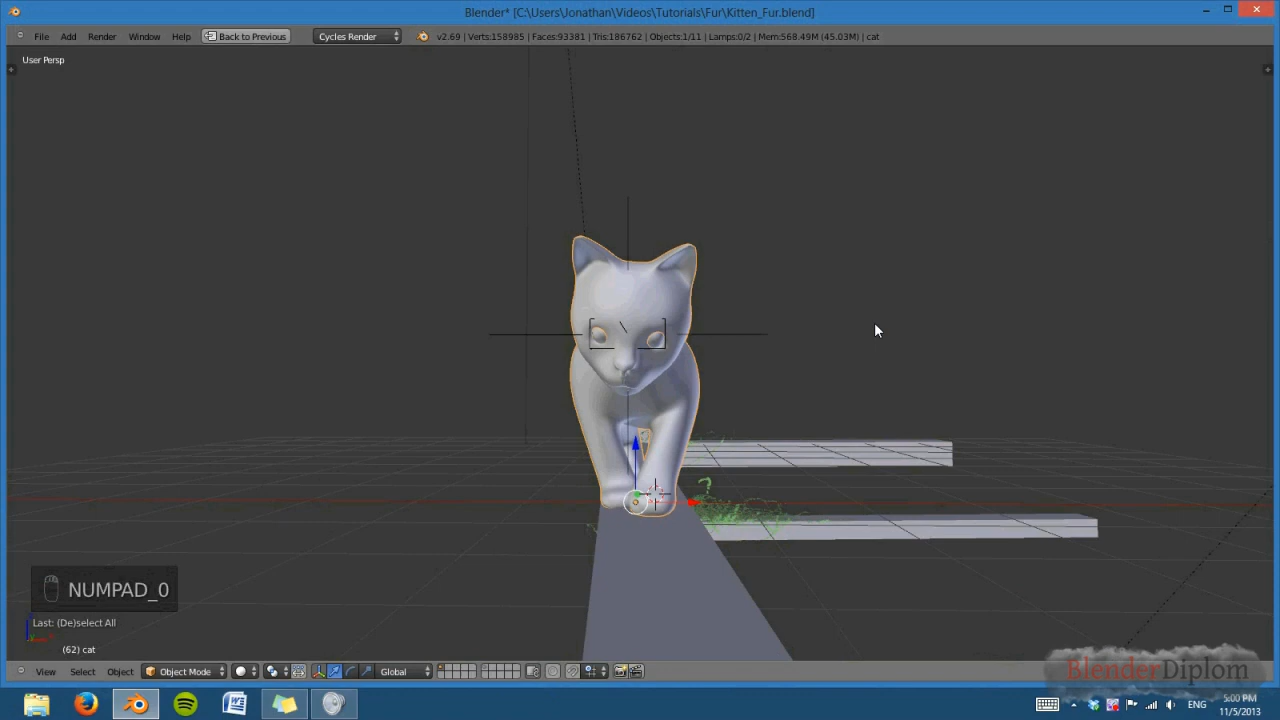 Blender* [C:\Users\Jonathan\Videos\Tutorials\Fur\Kitten_Fur.blend]
File Add Render Window Help Back to Previous Cycles Render v2.69 | Verts:158985 | Faces:93381 | Tris:186762 | Objects:1/11 | Lamps:0/2 | Mem:568.49M (45.03M) | cat
User Persp
NUMPAD_0
Last: (De)select All
(62) cat
View Select Object Object Mode Global
BlenderDiplom
ENG
5:00 PM
11/5/2013